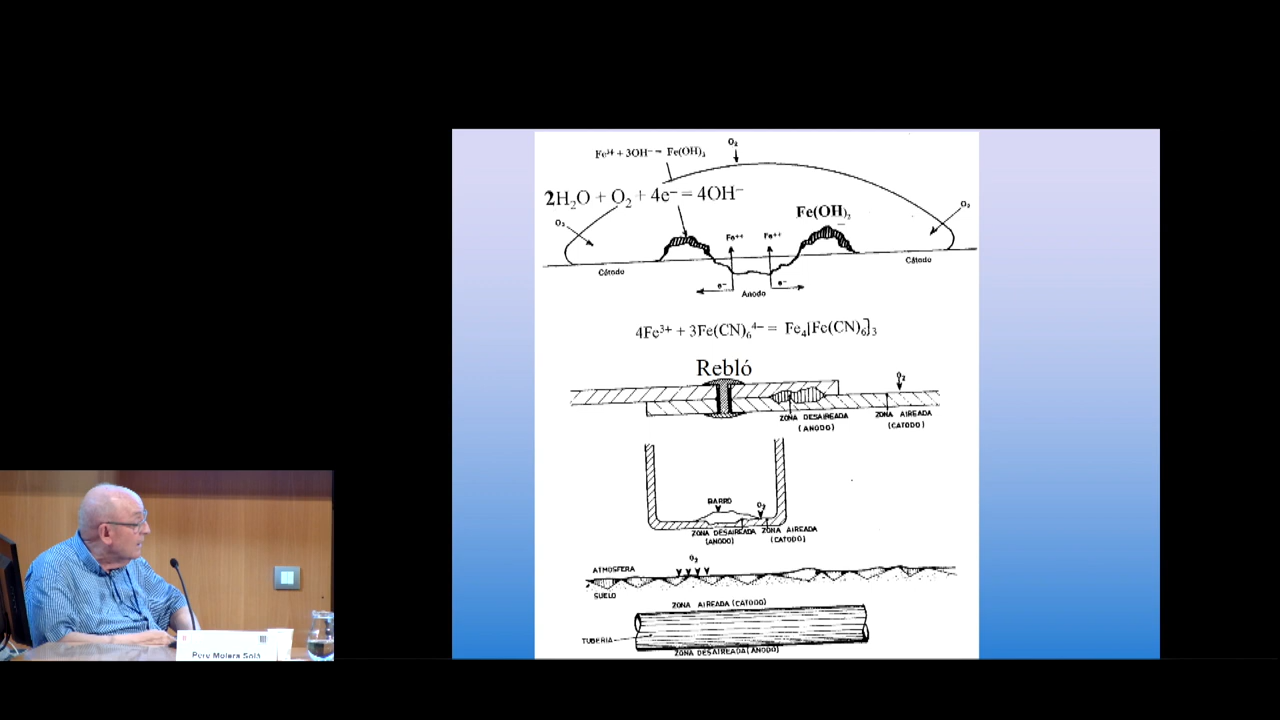 O₂
Fe³⁺ + 3OH⁻ → Fe(OH)₃
2H₂O + O₂ + 4e⁻ = 4OH⁻
Fe(OH)₂
O₂
O₂
Fe⁺⁺ Fe⁺⁺
Cátodo
Cátodo
e⁻ e⁻
Anodo
4Fe³⁺ + 3Fe(CN)₆⁴⁻ = Fe₄[Fe(CN)₆]₃
Rebló
O₂
ZONA DESAIREADA
(ANODO)
ZONA AIREADA
(CATODO)
BARRO
O₂
ZONA DESAIREADA
(ANODO)
ZONA AIREADA
(CATODO)
O₂
ATMOSFERA
SUELO
ZONA AIREADA (CATODO)
TUBERIA
ZONA DESAIREADA (ANODO)
Pere Molera Solà